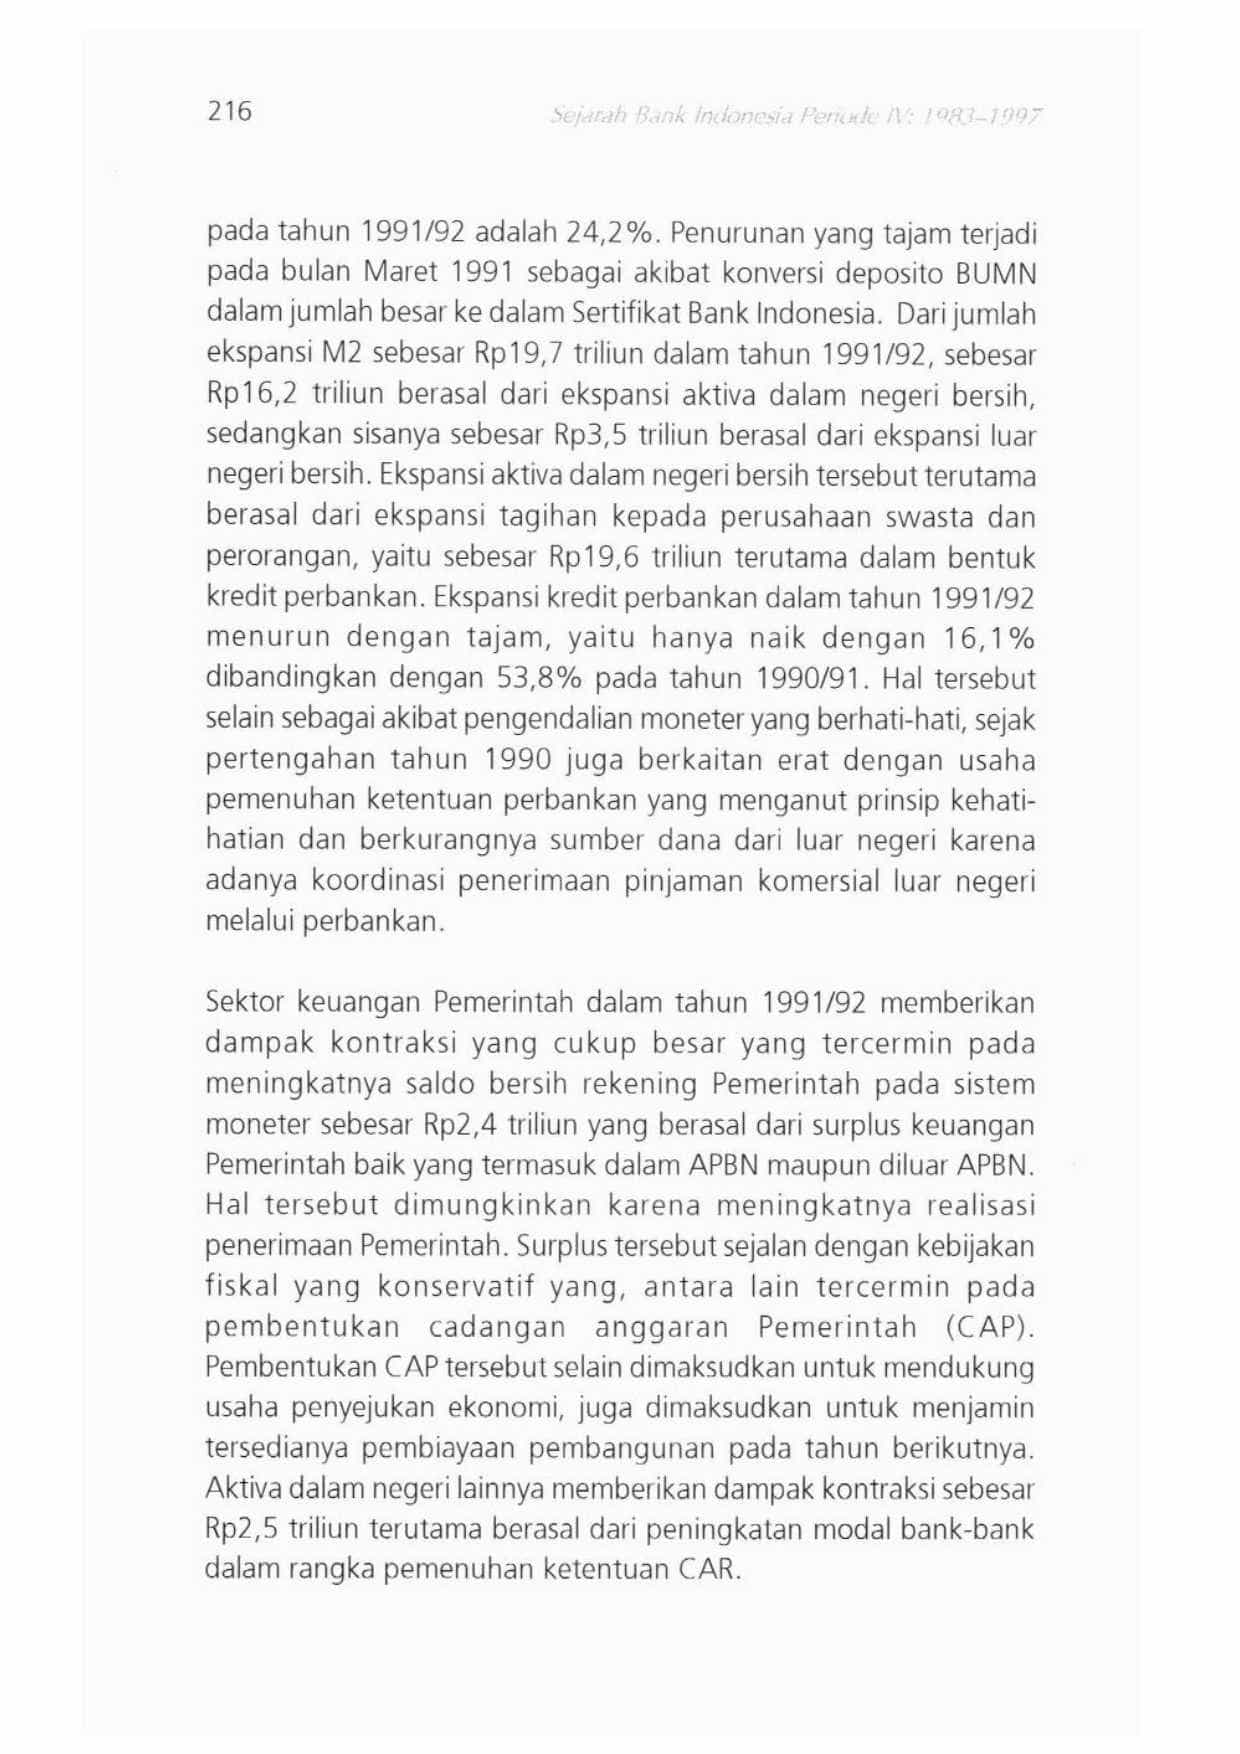 216
Sejarah Bank Indonesia Periode IV: 1983–1997
pada tahun 1991/92 adalah 24,2%. Penurunan yang tajam terjadi
pada bulan Maret 1991 sebagai akibat konversi deposito BUMN
dalam jumlah besar ke dalam Sertifikat Bank Indonesia. Dari jumlah
ekspansi M2 sebesar Rp19,7 triliun dalam tahun 1991/92, sebesar
Rp16,2 triliun berasal dari ekspansi aktiva dalam negeri bersih,
sedangkan sisanya sebesar Rp3,5 triliun berasal dari ekspansi luar
negeri bersih. Ekspansi aktiva dalam negeri bersih tersebut terutama
berasal dari ekspansi tagihan kepada perusahaan swasta dan
perorangan, yaitu sebesar Rp19,6 triliun terutama dalam bentuk
kredit perbankan. Ekspansi kredit perbankan dalam tahun 1991/92
menurun dengan tajam, yaitu hanya naik dengan 16,1%
dibandingkan dengan 53,8% pada tahun 1990/91. Hal tersebut
selain sebagai akibat pengendalian moneter yang berhati-hati, sejak
pertengahan tahun 1990 juga berkaitan erat dengan usaha
pemenuhan ketentuan perbankan yang menganut prinsip kehati-
hatian dan berkurangnya sumber dana dari luar negeri karena
adanya koordinasi penerimaan pinjaman komersial luar negeri
melalui perbankan.
Sektor keuangan Pemerintah dalam tahun 1991/92 memberikan
dampak kontraksi yang cukup besar yang tercermin pada
meningkatnya saldo bersih rekening Pemerintah pada sistem
moneter sebesar Rp2,4 triliun yang berasal dari surplus keuangan
Pemerintah baik yang termasuk dalam APBN maupun diluar APBN.
Hal tersebut dimungkinkan karena meningkatnya realisasi
penerimaan Pemerintah. Surplus tersebut sejalan dengan kebijakan
fiskal yang konservatif yang, antara lain tercermin pada
pembentukan cadangan anggaran Pemerintah (CAP).
Pembentukan CAP tersebut selain dimaksudkan untuk mendukung
usaha penyejukan ekonomi, juga dimaksudkan untuk menjamin
tersedianya pembiayaan pembangunan pada tahun berikutnya.
Aktiva dalam negeri lainnya memberikan dampak kontraksi sebesar
Rp2,5 triliun terutama berasal dari peningkatan modal bank-bank
dalam rangka pemenuhan ketentuan CAR.